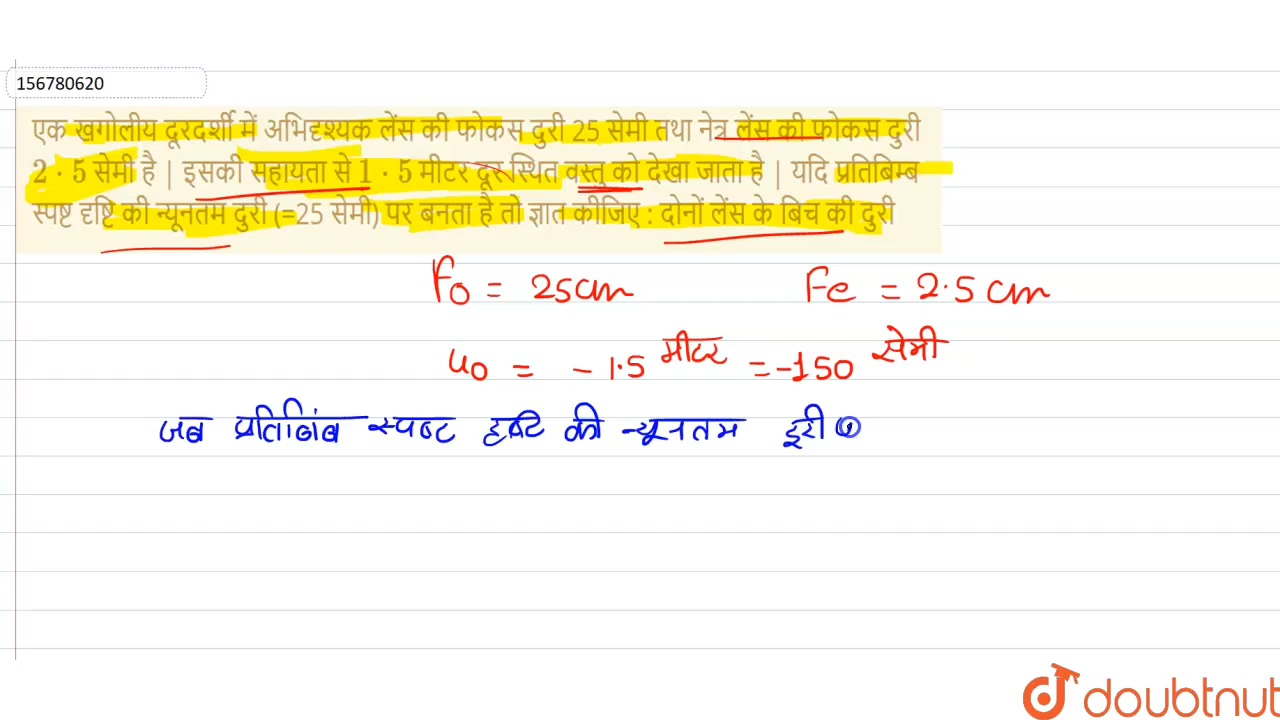 156780620
एक खगोलीय दूरदर्शी में अभिदृश्यक लेंस की फोकस दुरी 25 सेमी तथा नेत्र लेंस की फोकस दुरी
2 · 5 सेमी है | इसकी सहायता से 1 · 5 मीटर दूर स्थित वस्तु को देखा जाता है | यदि प्रतिबिम्ब
स्पष्ट दृष्टि की न्यूनतम दुरी (=25 सेमी) पर बनता है तो ज्ञात कीजिए : दोनों लेंस के बिच की दुरी
Fo = 25cm Fe = 2.5 cm
uo = - 1.5 मीटर = -150 सेमी
जब प्रतिबिंब स्पष्ट दृष्टि की न्यूनतम दूरी
doubtnut